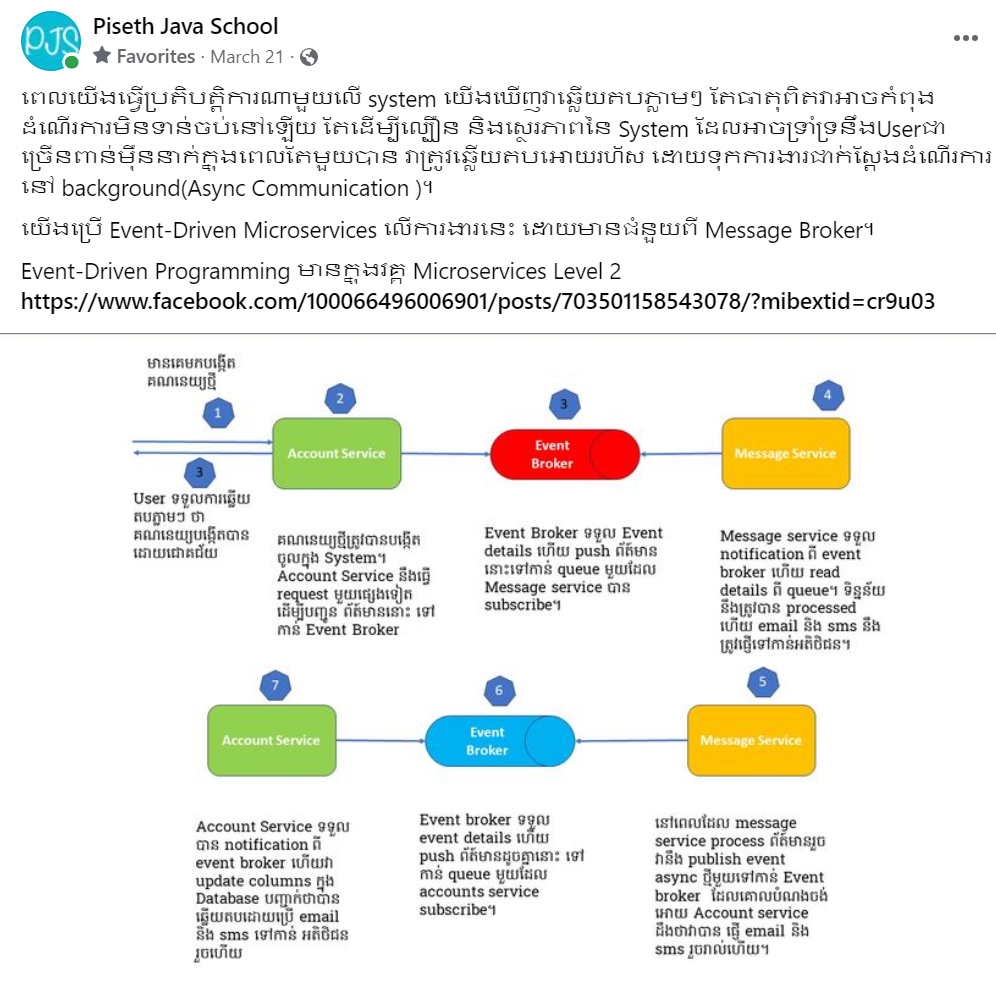 PJS
Piseth Java School
Favorites · March 21 ·
ពេលយើងធ្វើប្រតិបត្តិការណាមួយលើ system យើងឃើញវាឆ្លើយតបភ្លាមៗ តែធាតុពិតវាអាចកំពុង
ដំណើរការមិនទាន់ចប់នៅឡើយ តែដើម្បីល្បឿន និងស្ថេរភាពនៃ System ដែលអាចទ្រាំទ្រនឹងUserជា
ច្រើនពាន់ម៉ឺននាក់ក្នុងពេលតែមួយបាន វាត្រូវឆ្លើយតបអោយរហ័ស ដោយទុកការងារជាក់ស្តែងដំណើរការ
នៅ background(Async Communication )។
យើងប្រើ Event-Driven Microservices លើការងារនេះ ដោយមានជំនួយពី Message Broker។
Event-Driven Programming មានក្នុងវគ្គ Microservices Level 2
https://www.facebook.com/100066496006901/posts/703501158543078/?mibextid=cr9u03
មានគេមកបង្កើត
គណនេយ្យថ្មី
1
2
3
4
Account Service
Event
Broker
Message Service
3
User ទទួលការឆ្លើយ
តបភ្លាមៗ ថា
គណនេយ្យបង្កើតបាន
ដោយជោគជ័យ
គណនេយ្យថ្មីត្រូវបានបង្កើត
ចូលក្នុង System។
Account Service នឹងធ្វើ
request មួយផ្សេងទៀត
ដើម្បីបញ្ជូន ព័ត៌មាននោះ ទៅ
កាន់ Event Broker
Event Broker ទទួល Event
details ហើយ push ព័ត៌មាន
នោះទៅកាន់ queue មួយដែល
Message service បាន
subscribe។
Message service ទទួល
notification ពី event
broker ហើយ read
details ពី queue។ ទិន្នន័យ
នឹងត្រូវបាន processed
ហើយ email និង sms នឹង
ត្រូវផ្ញើទៅកាន់អតិថិជន។
7
6
5
Account Service
Event
Broker
Message Service
Account Service ទទួល
បាន notification ពី
event broker ហើយវា
update columns ក្នុង
Database បញ្ជាក់ថាបាន
ឆ្លើយតបដោយប្រើ email
និង sms ទៅកាន់ អតិថិជន
រួចហើយ
Event broker ទទួល
event details ហើយ
push ព័ត៌មានដូចគ្នានោះ ទៅ
កាន់ queue មួយដែល
accounts service
subscribe។
នៅពេលដែល message
service process ព័ត៌មានរួច
វានឹង publish event
async ថ្មីមួយទៅកាន់ Event
broker ដែលគោលបំណងចង់
អោយ Account service
ដឹងថាវាបាន ផ្ញើ email និង
sms រួចរាល់ហើយ។